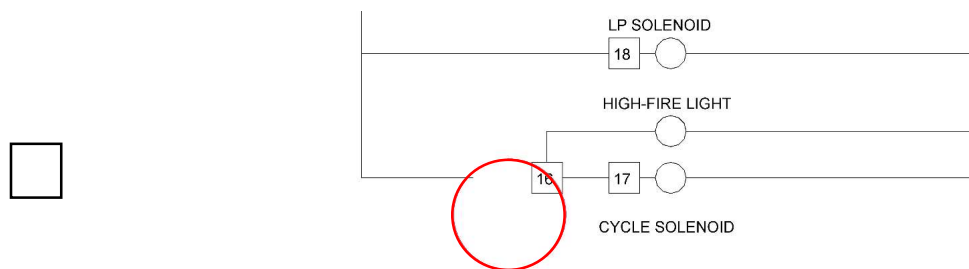 LP SOLENOID
18
HIGH-FIRE LIGHT
16
17
CYCLE SOLENOID